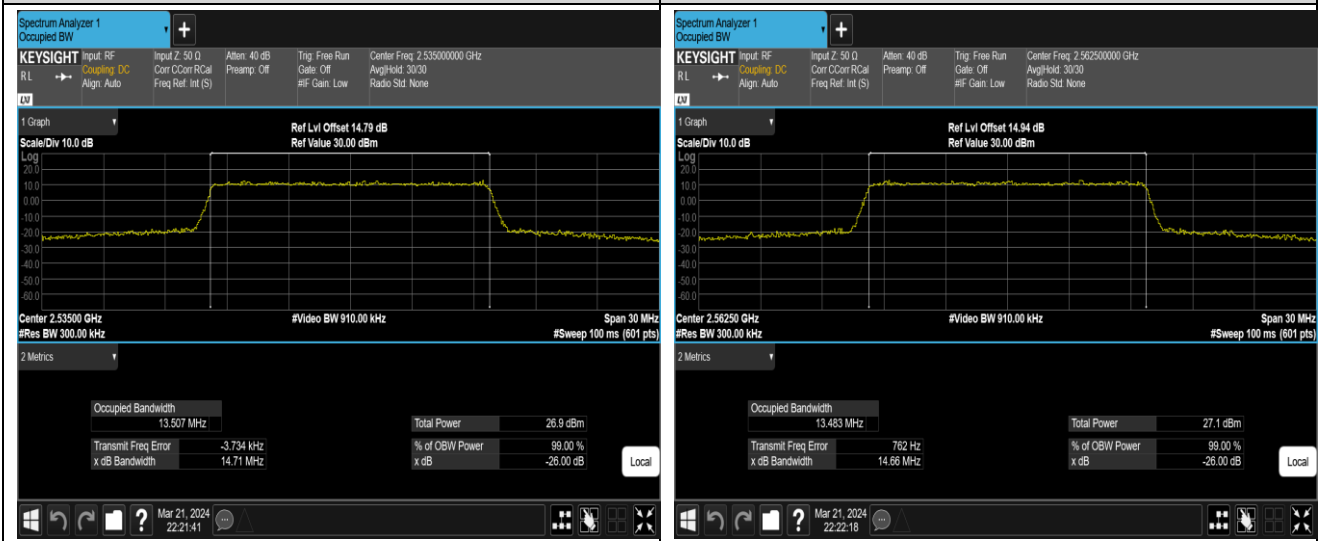 Spectrum Analyzer 1
Occupied BW
+
KEYSIGHT
RL
LXI
Input: RF
Coupling: DC
Align: Auto
Input Z: 50 Ω
Corr CCorr RCal
Freq Ref: Int (S)
Atten: 40 dB
Preamp: Off
Trig: Free Run
Gate: Off
#IF Gain: Low
Center Freq: 2.535000000 GHz
Avg|Hold: 30/30
Radio Std: None
1 Graph
Scale/Div 10.0 dB
Ref Lvl Offset 14.79 dB
Ref Value 30.00 dBm
Log
20.0
10.0
0.00
-10.0
-20.0
-30.0
-40.0
-50.0
-60.0
Center 2.53500 GHz
#Video BW 910.00 kHz
Span 30 MHz
#Res BW 300.00 kHz
#Sweep 100 ms (601 pts)
2 Metrics
Occupied Bandwidth
13.507 MHz
Total Power 26.9 dBm
Transmit Freq Error -3.734 kHz
% of OBW Power 99.00 %
x dB Bandwidth 14.71 MHz
x dB -26.00 dB
Local
?
Mar 21, 2024
22:21:41
Spectrum Analyzer 1
Occupied BW
+
KEYSIGHT
RL
LXI
Input: RF
Coupling: DC
Align: Auto
Input Z: 50 Ω
Corr CCorr RCal
Freq Ref: Int (S)
Atten: 40 dB
Preamp: Off
Trig: Free Run
Gate: Off
#IF Gain: Low
Center Freq: 2.562500000 GHz
Avg|Hold: 30/30
Radio Std: None
1 Graph
Scale/Div 10.0 dB
Ref Lvl Offset 14.94 dB
Ref Value 30.00 dBm
Log
20.0
10.0
0.00
-10.0
-20.0
-30.0
-40.0
-50.0
-60.0
Center 2.56250 GHz
#Video BW 910.00 kHz
Span 30 MHz
#Res BW 300.00 kHz
#Sweep 100 ms (601 pts)
2 Metrics
Occupied Bandwidth
13.483 MHz
Total Power 27.1 dBm
Transmit Freq Error 762 Hz
% of OBW Power 99.00 %
x dB Bandwidth 14.66 MHz
x dB -26.00 dB
Local
?
Mar 21, 2024
22:22:18